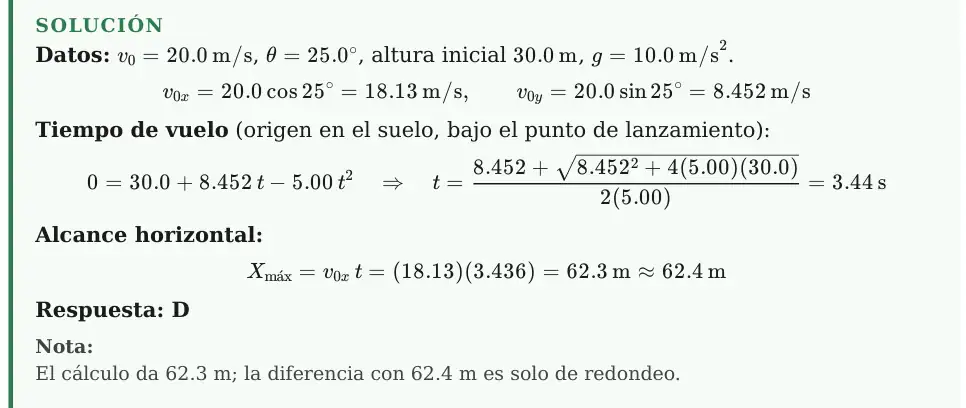 SOLUCIÓN
Datos: v₀ = 20.0 m/s, θ = 25.0°, altura inicial 30.0 m, g = 10.0 m/s².
v₀ₓ = 20.0 cos 25° = 18.13 m/s, v₀y = 20.0 sin 25° = 8.452 m/s
Tiempo de vuelo (origen en el suelo, bajo el punto de lanzamiento):
0 = 30.0 + 8.452 t − 5.00 t² ⇒ t = (8.452 + √(8.452² + 4(5.00)(30.0))) / 2(5.00) = 3.44 s
Alcance horizontal:
Xmáx = v₀ₓ t = (18.13)(3.436) = 62.3 m ≈ 62.4 m
Respuesta: D
Nota:
El cálculo da 62.3 m; la diferencia con 62.4 m es solo de redondeo.